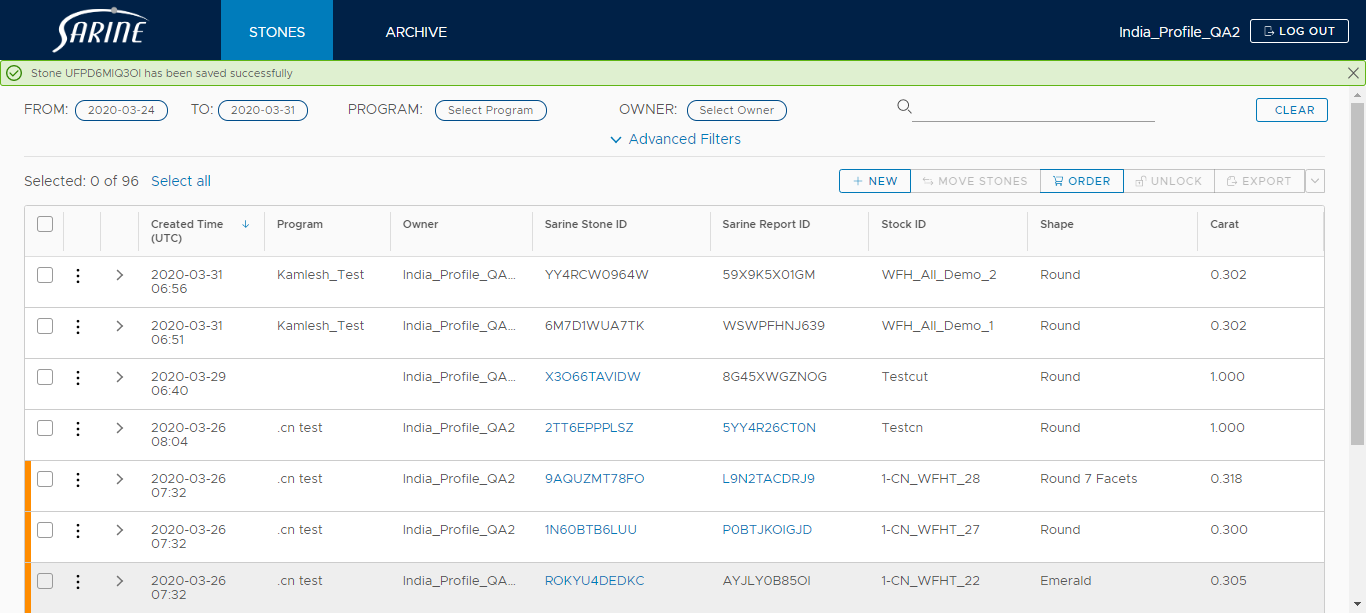 SARINE STONES ARCHIVE India_Profile_QA2 LOG OUT
Stone UFPD6MIQ3OI has been saved successfully
FROM: 2020-03-24 TO: 2020-03-31 PROGRAM: Select Program OWNER: Select Owner CLEAR
Advanced Filters
Selected: 0 of 96 Select all + NEW MOVE STONES ORDER UNLOCK EXPORT
Created Time (UTC) Program Owner Sarine Stone ID Sarine Report ID Stock ID Shape Carat
2020-03-31 06:56 Kamlesh_Test India_Profile_QA... YY4RCW0964W 59X9K5X01GM WFH_All_Demo_2 Round 0.302
2020-03-31 06:51 Kamlesh_Test India_Profile_QA... 6M7D1WUA7TK WSWPFHNJ639 WFH_All_Demo_1 Round 0.302
2020-03-29 06:40 India_Profile_QA... X3O66TAVIDW 8G45XWGZNOG Testcut Round 1.000
2020-03-26 08:04 .cn test India_Profile_QA2 2TT6EPPPLSZ 5YY4R26CT0N Testcn Round 1.000
2020-03-26 07:32 .cn test India_Profile_QA2 9AQUZMT78FO L9N2TACDRJ9 1-CN_WFHT_28 Round 7 Facets 0.318
2020-03-26 07:32 .cn test India_Profile_QA2 1N60BTB6LUU P0BTJKOIGJD 1-CN_WFHT_27 Round 0.300
2020-03-26 07:32 .cn test India_Profile_QA... ROKYU4DEDKC AYJLY0B85OI 1-CN_WFHT_22 Emerald 0.305